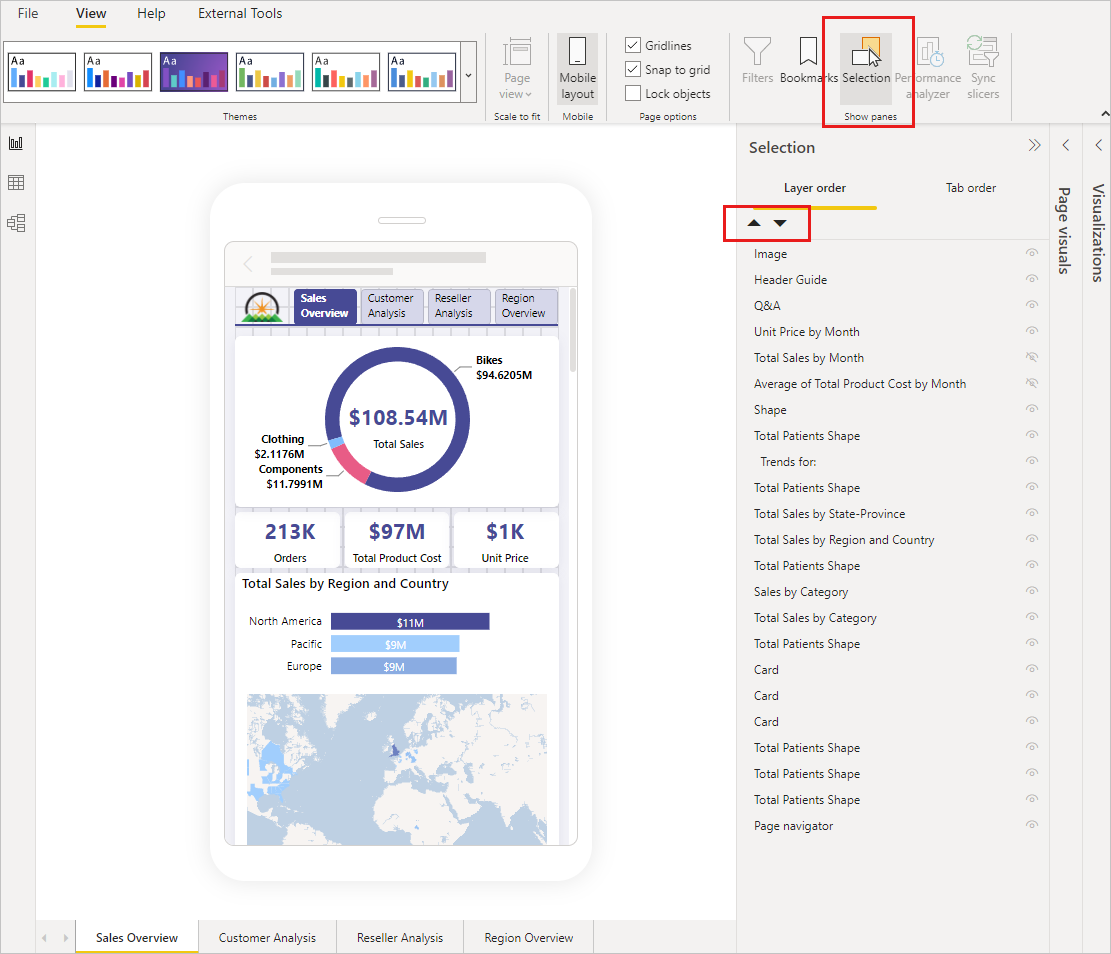 File View Help External Tools
Aa Aa Aa Aa Aa Aa
Page view
Mobile layout
Gridlines
Snap to grid
Lock objects
Filters
Bookmarks
Selection
Performance analyzer
Sync slicers
Themes
Scale to fit
Mobile
Page options
Show panes
Selection
Layer order Tab order
Page visuals
Visualizations
Image
Header Guide
Q&A
Unit Price by Month
Total Sales by Month
Average of Total Product Cost by Month
Shape
Total Patients Shape
Trends for:
Total Patients Shape
Total Sales by State-Province
Total Sales by Region and Country
Total Patients Shape
Sales by Category
Total Sales by Category
Total Patients Shape
Card
Card
Card
Total Patients Shape
Total Patients Shape
Total Patients Shape
Page navigator
Sales Overview
Customer Analysis
Reseller Analysis
Region Overview
Bikes
$94.6205M
$108.54M
Total Sales
Clothing
$2.1176M
Components
$11.7991M
213K
Orders
$97M
Total Product Cost
$1K
Unit Price
Total Sales by Region and Country
North America $11M
Pacific $9M
Europe $9M
Sales Overview Customer Analysis Reseller Analysis Region Overview